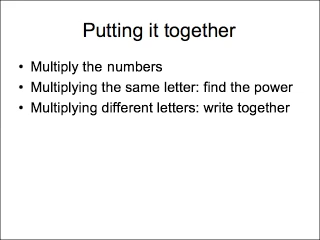 Putting it together
• Multiply the numbers
• Multiplying the same letter: find the power
• Multiplying different letters: write together